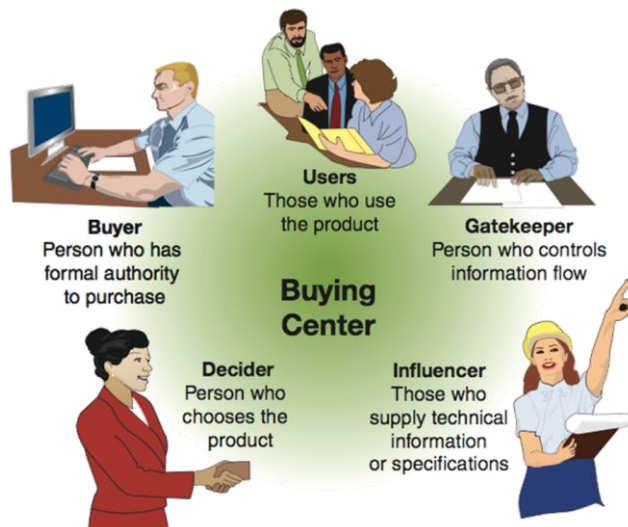 Users
Those who use
the product
Buyer
Person who has
formal authority
to purchase
Gatekeeper
Person who controls
information flow
Buying
Center
Decider
Person who
chooses the
product
Influencer
Those who
supply technical
information
or specifications